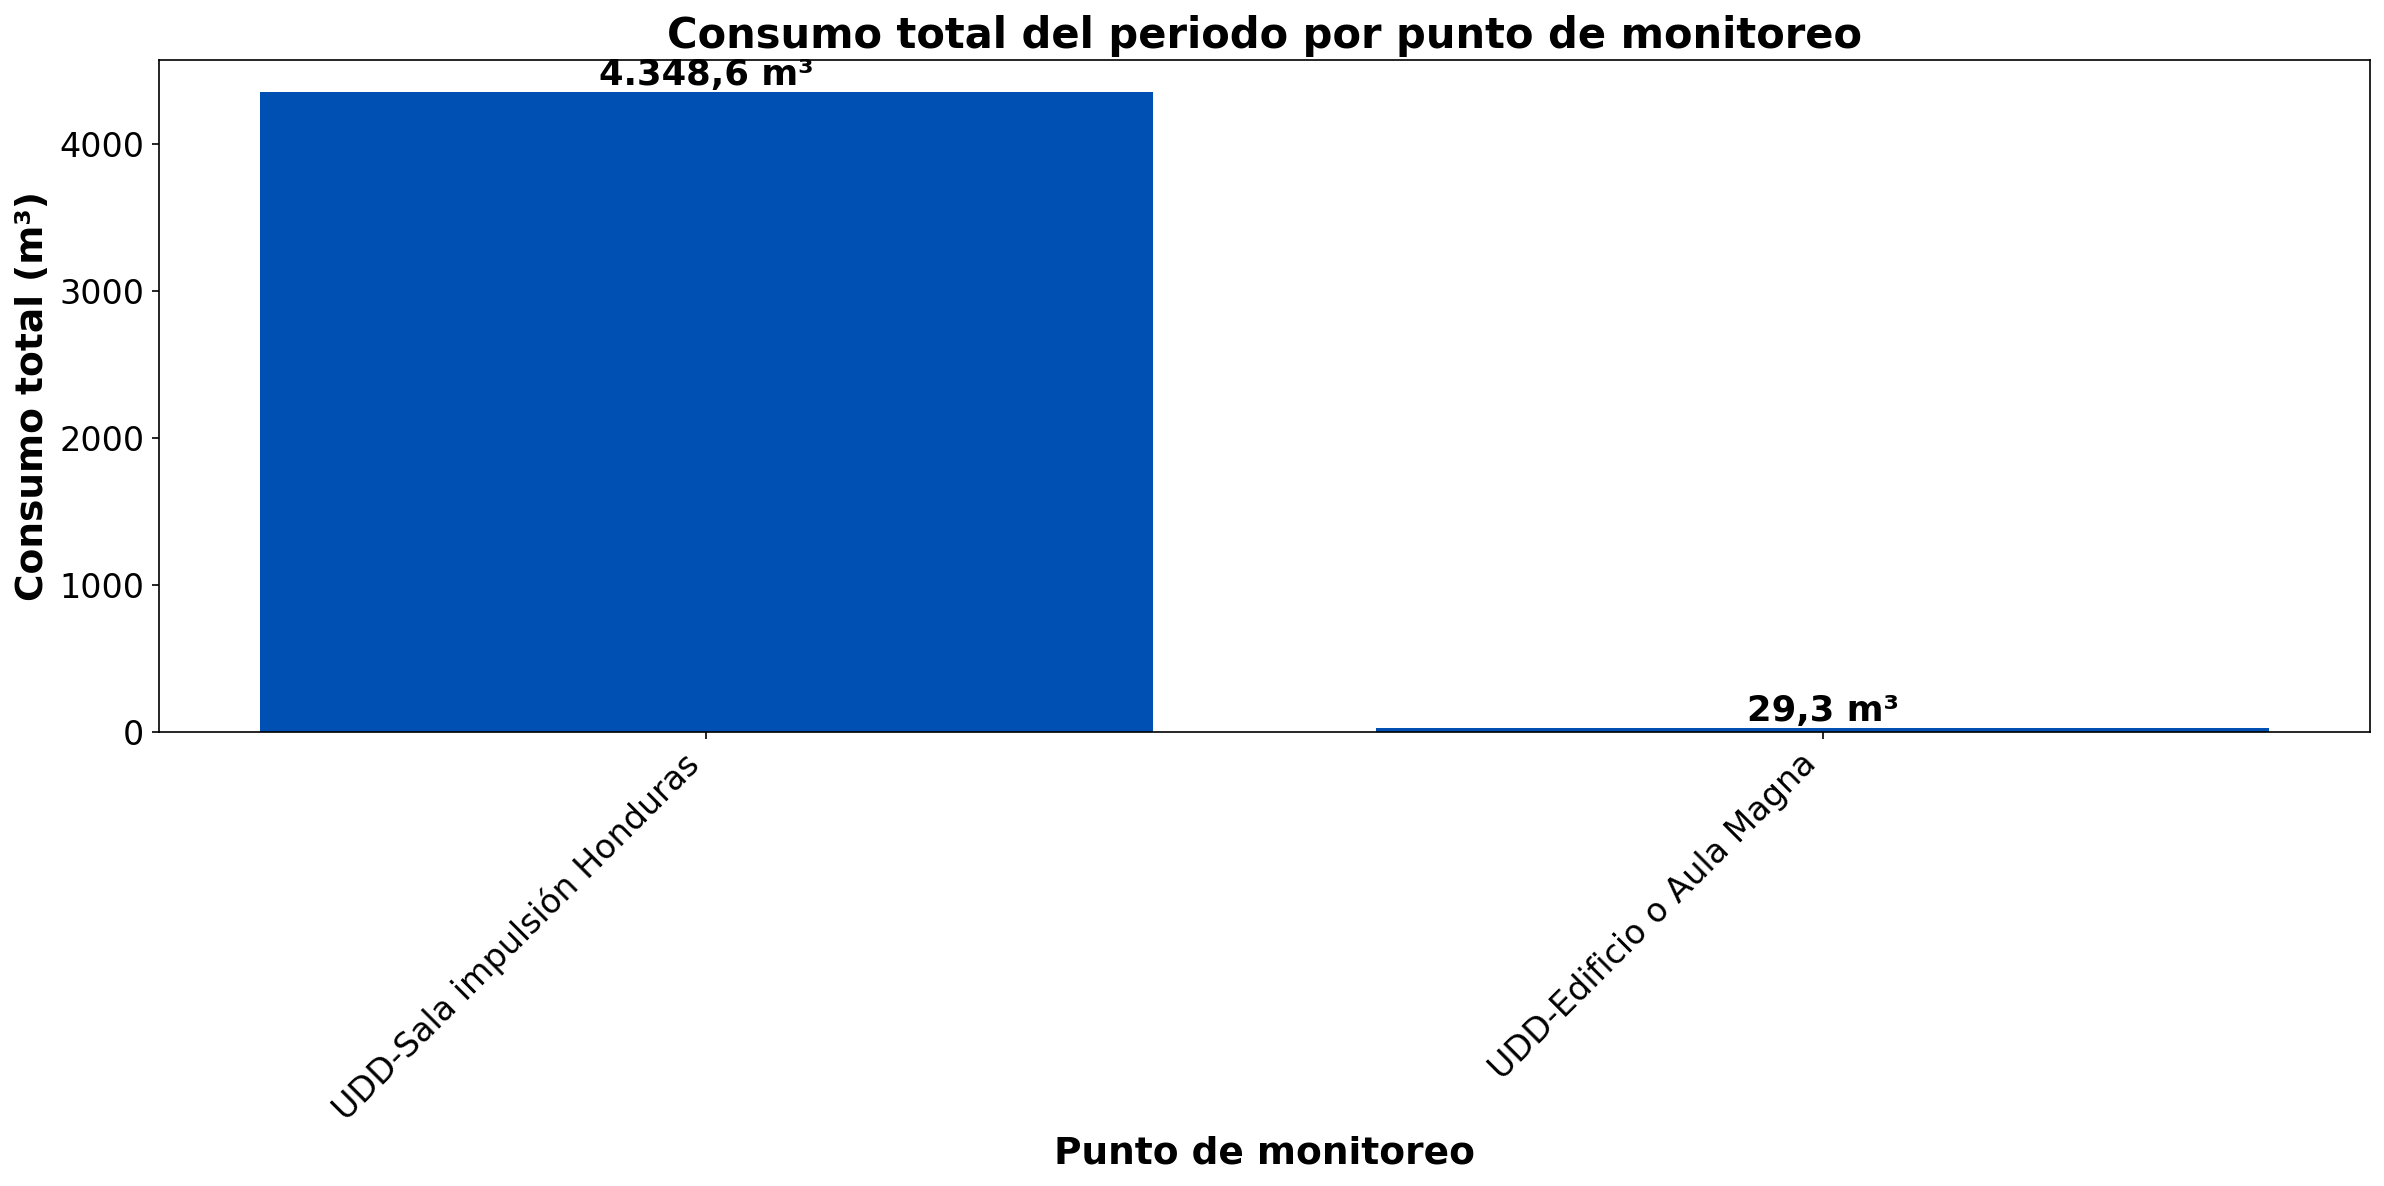 Consumo total del periodo por punto de monitoreo
4.348,6 m³
29,3 m³
Consumo total (m³)
4000
3000
2000
1000
0
UDD-Sala impulsión Honduras
UDD-Edificio o Aula Magna
Punto de monitoreo